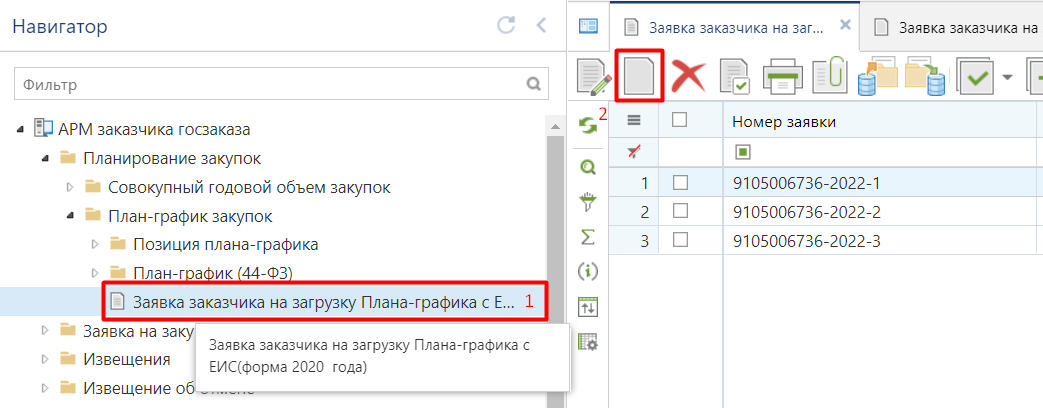 Навигатор
Фильтр
АРМ заказчика госзаказа
Планирование закупок
Совокупный годовой объем закупок
План-график закупок
Позиция плана-графика
План-график (44-ФЗ)
Заявка заказчика на загрузку Плана-графика с Е... 1
Заявка на заку
Заявка заказчика на загрузку Плана-графика с
ЕИС(форма 2020 года)
Извещения
Извещение об отмене
Заявка заказчика на заг...
Заявка заказчика на
2
Номер заявки
1 9105006736-2022-1
2 9105006736-2022-2
3 9105006736-2022-3